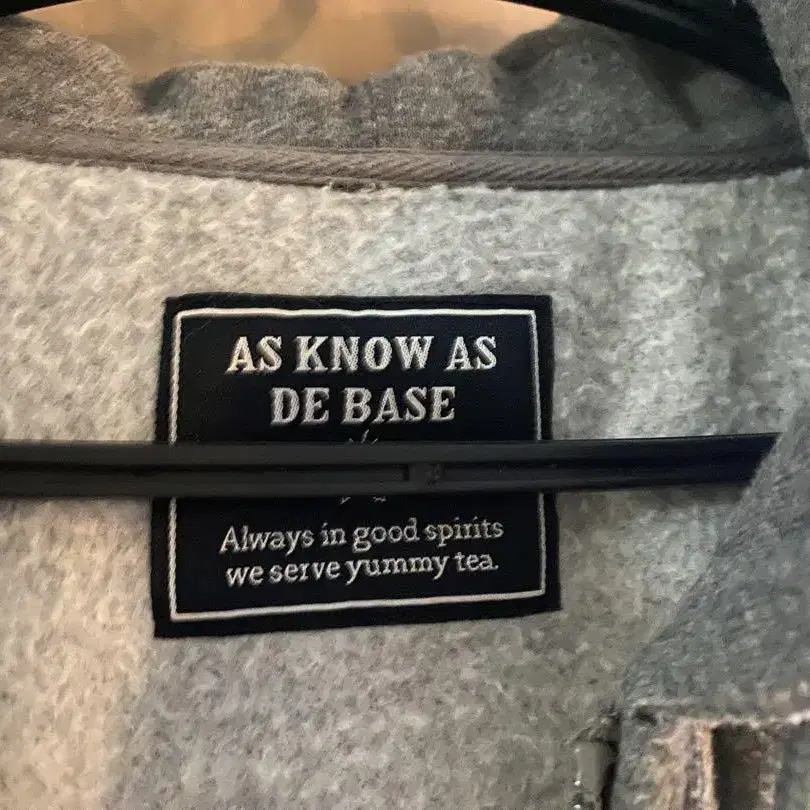 AS KNOW AS
DE BASE
Always in good spirits
we serve yummy tea.